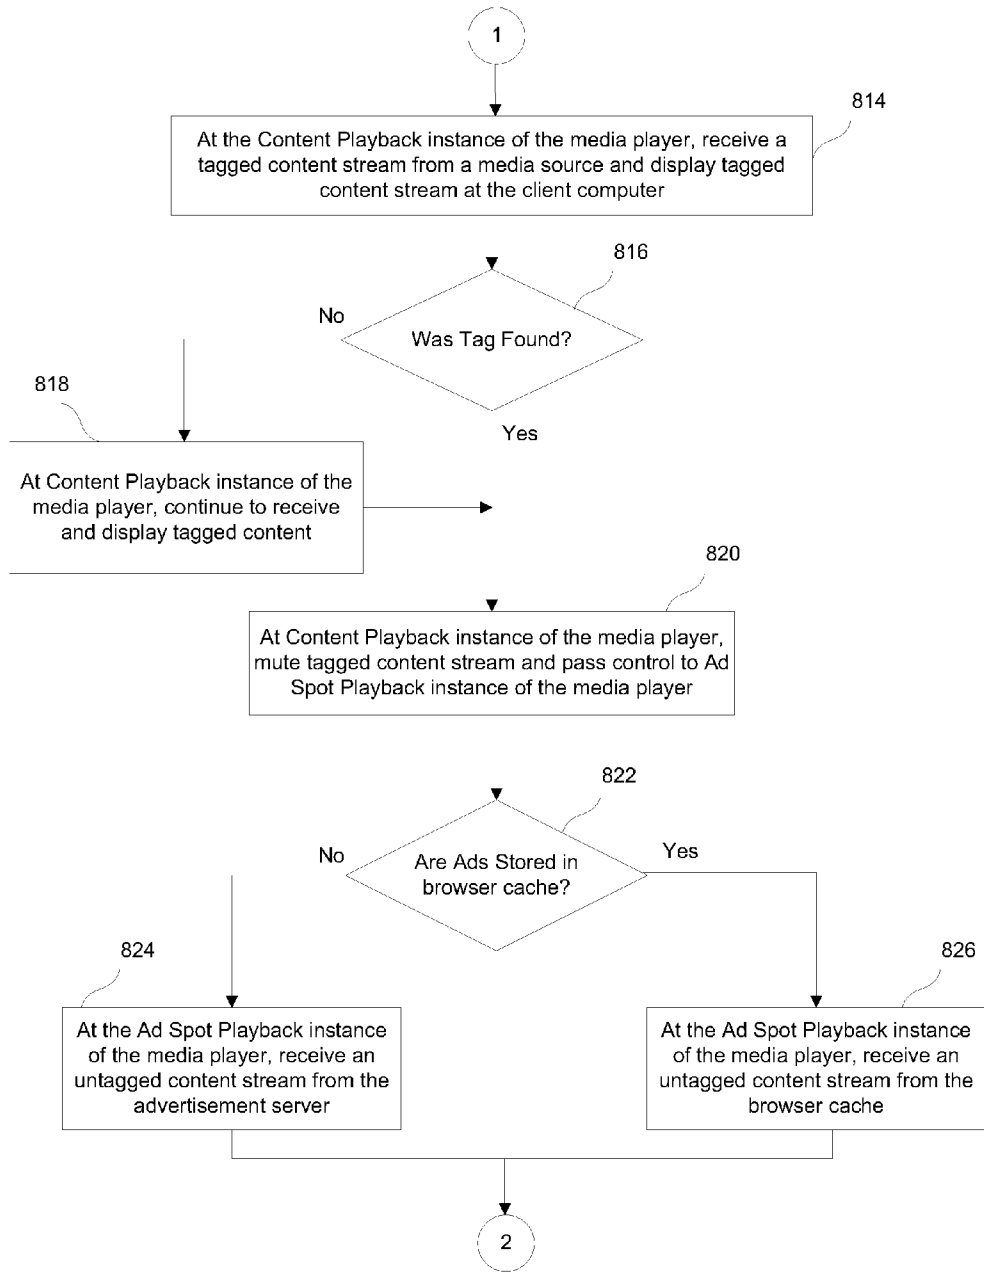 1
814
At the Content Playback instance of the media player, receive a
tagged content stream from a media source and display tagged
content stream at the client computer
816
No
Was Tag Found?
818
Yes
At Content Playback instance of the
media player, continue to receive
and display tagged content
820
At Content Playback instance of the media player,
mute tagged content stream and pass control to Ad
Spot Playback instance of the media player
822
No
Are Ads Stored in
browser cache?
Yes
824
826
At the Ad Spot Playback instance
of the media player, receive an
untagged content stream from the
advertisement server
At the Ad Spot Playback instance
of the media player, receive an
untagged content stream from the
browser cache
2